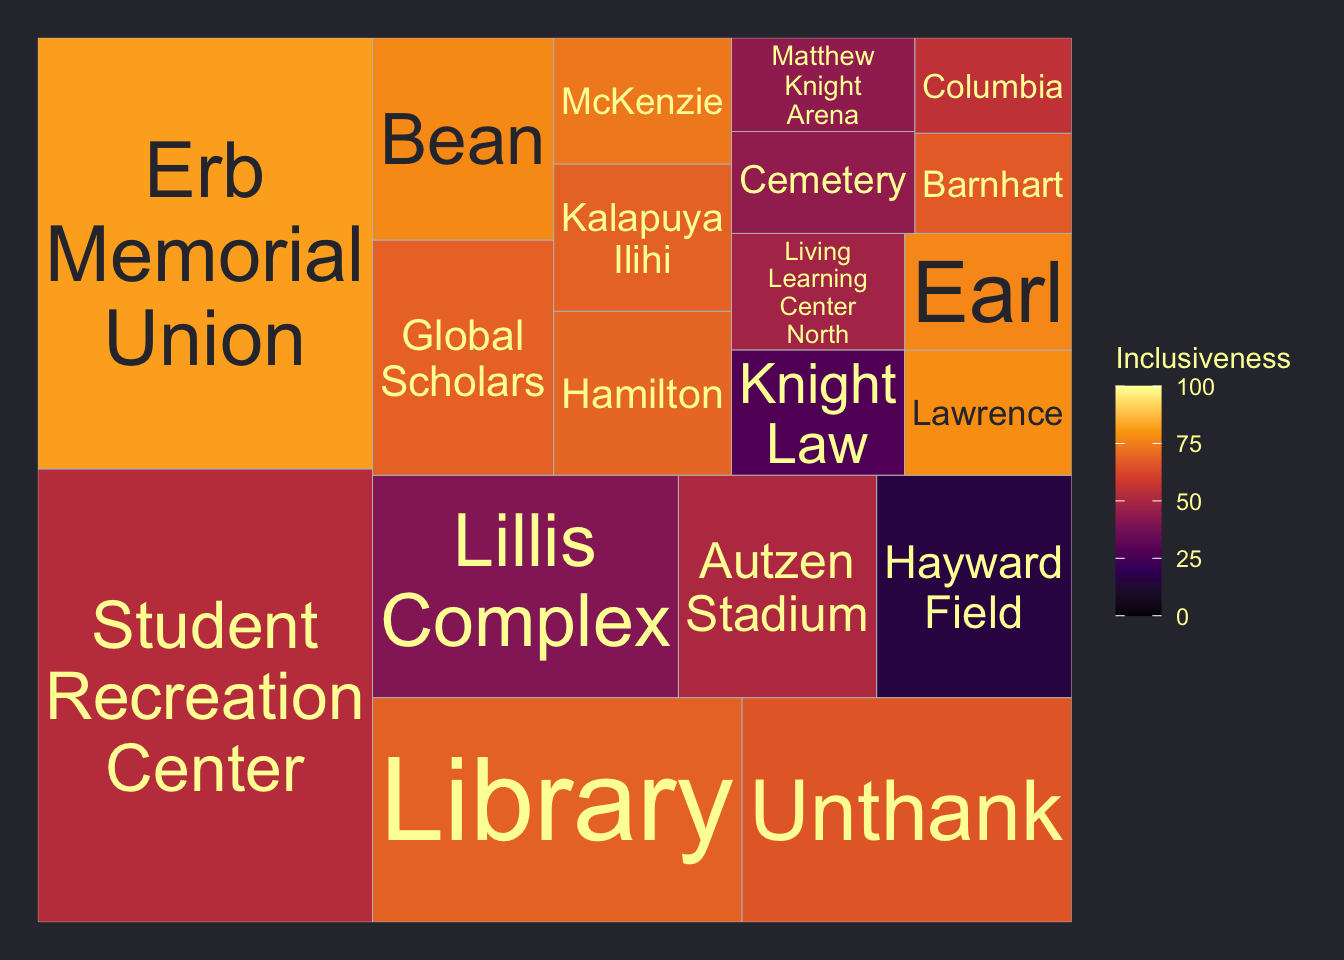 Erb
Memorial
Union
Student
Recreation
Center
Bean
Global
Scholars
McKenzie
Kalapuya
Ilihi
Hamilton
Matthew
Knight
Arena
Columbia
Cemetery
Barnhart
Living
Learning
Center
North
Earl
Knight
Law
Lawrence
Lillis
Complex
Autzen
Stadium
Hayward
Field
Library
Unthank
Inclusiveness
100
75
50
25
0